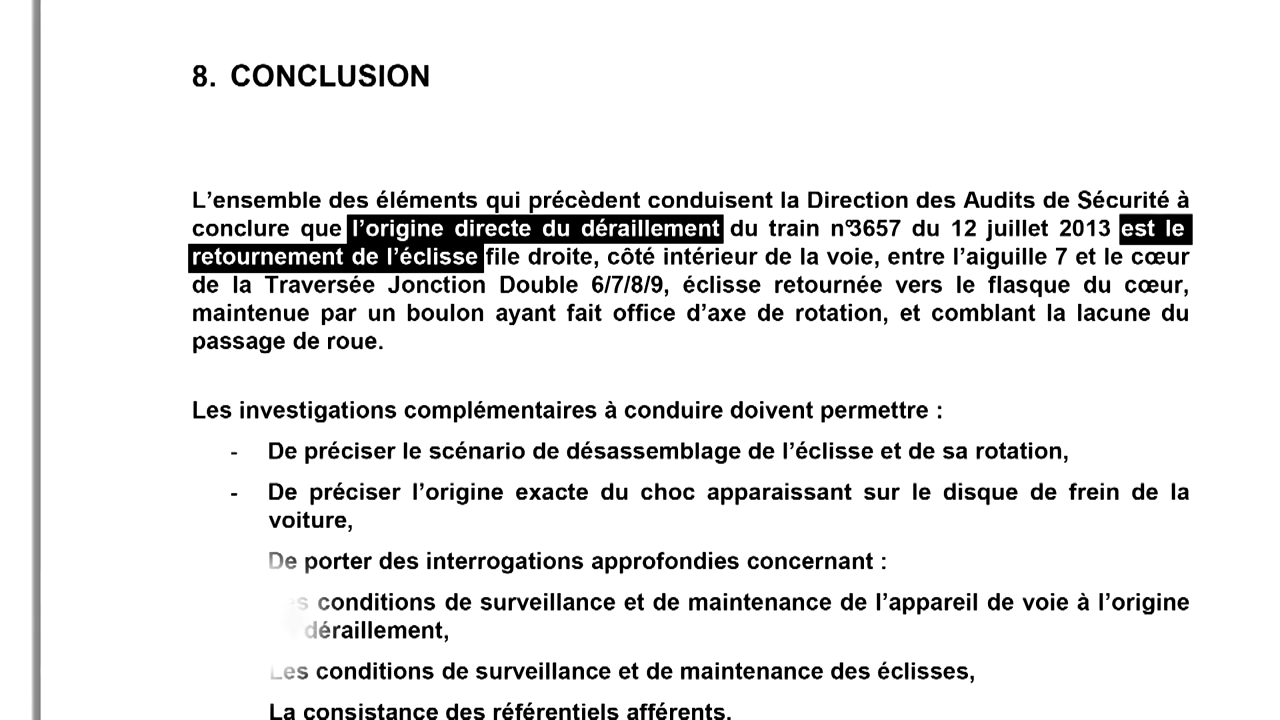 8. CONCLUSION
L’ensemble des éléments qui précèdent conduisent la Direction des Audits de Sécurité à
conclure que l’origine directe du déraillement du train n°3657 du 12 juillet 2013 est le
retournement de l’éclisse file droite, côté intérieur de la voie, entre l’aiguille 7 et le cœur
de la Traversée Jonction Double 6/7/8/9, éclisse retournée vers le flasque du cœur,
maintenue par un boulon ayant fait office d’axe de rotation, et comblant la lacune du
passage de roue.
Les investigations complémentaires à conduire doivent permettre :
- De préciser le scénario de désassemblage de l’éclisse et de sa rotation,
- De préciser l’origine exacte du choc apparaissant sur le disque de frein de la
voiture,
De porter des interrogations approfondies concernant :
conditions de surveillance et de maintenance de l’appareil de voie à l’origine
déraillement,
Les conditions de surveillance et de maintenance des éclisses,
La consistance des référentiels afférents.